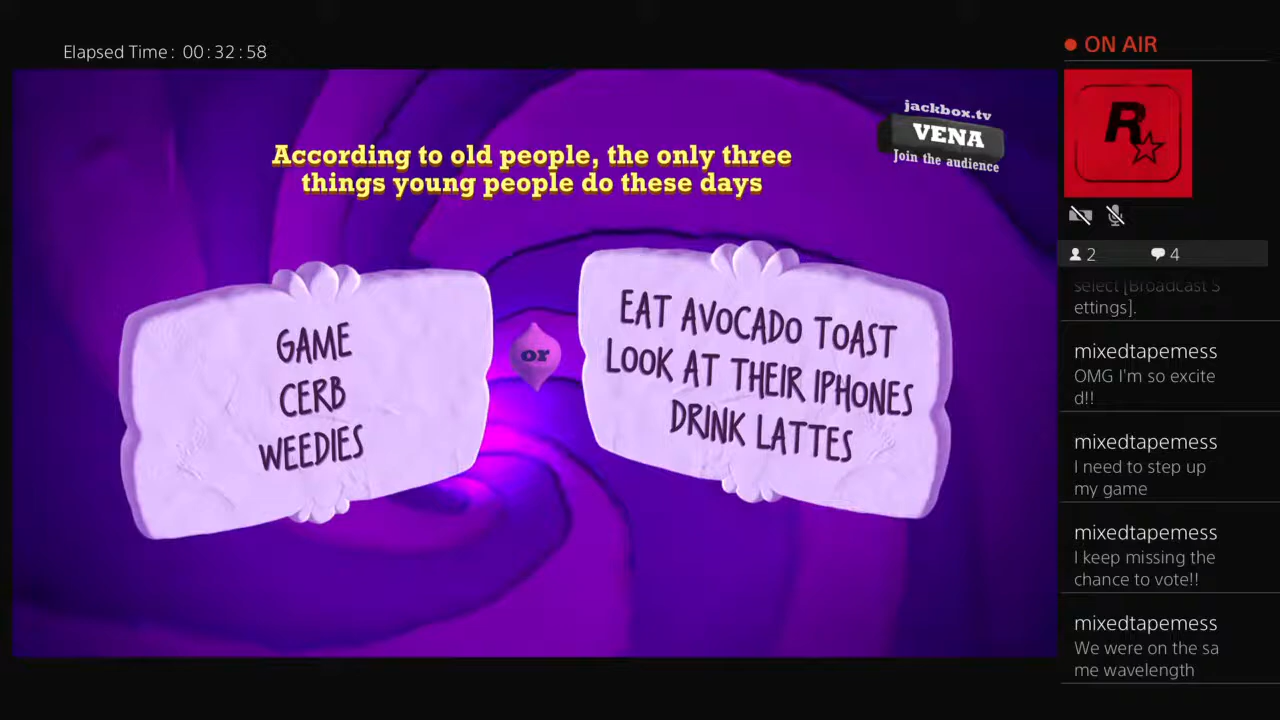 Elapsed Time: 00:32:58
ON AIR
jackbox.tv
VENA
Join the audience
According to old people, the only three
things young people do these days
GAME
CERB
WEEDIES
or
EAT AVOCADO TOAST
LOOK AT THEIR IPHONES
DRINK LATTES
R
2 4
select [Broadcast S
ettings].
mixedtapemess
OMG I'm so excite
d!!
mixedtapemess
I need to step up
my game
mixedtapemess
I keep missing the
chance to vote!!
mixedtapemess
We were on the sa
me wavelength